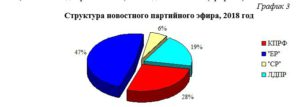 График 3
Структура новостного партийного эфира, 2018 год
6%
47%
19%
28%
КПРФ
"ЕР"
"СР"
ЛДПР